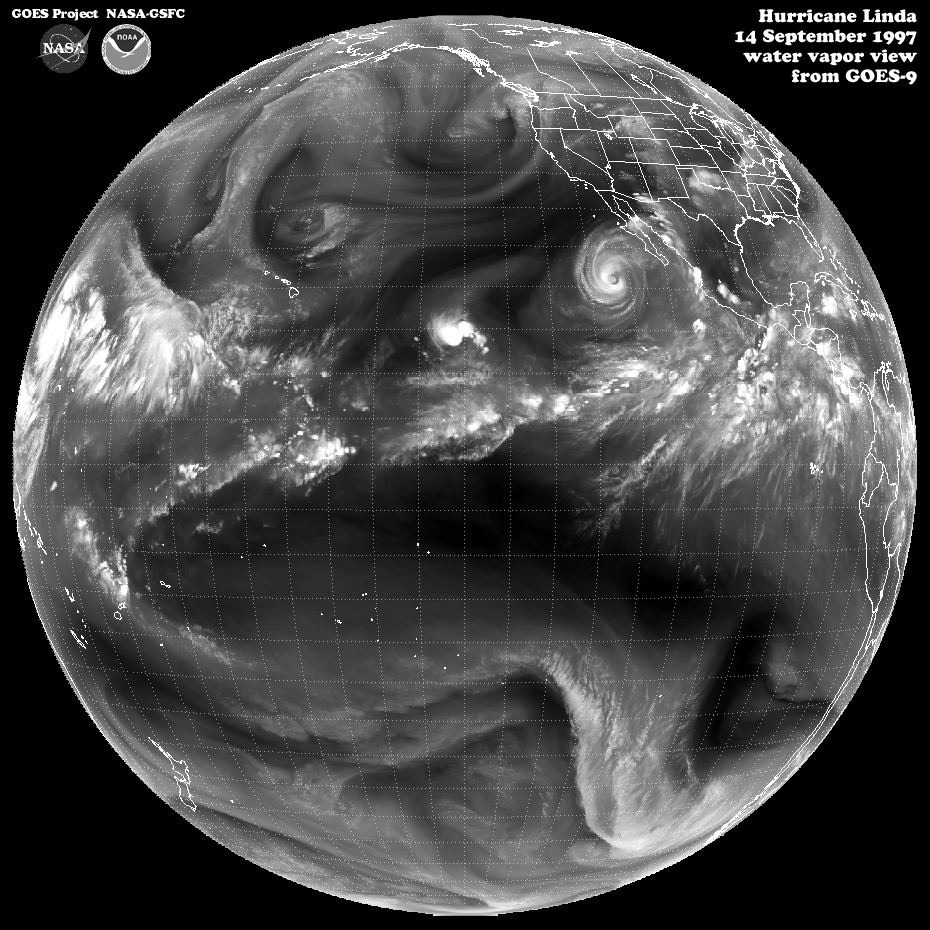 GOES Project NASA-GSFC
NASA
NOAA
Hurricane Linda
14 September 1997
water vapor view
from GOES-9